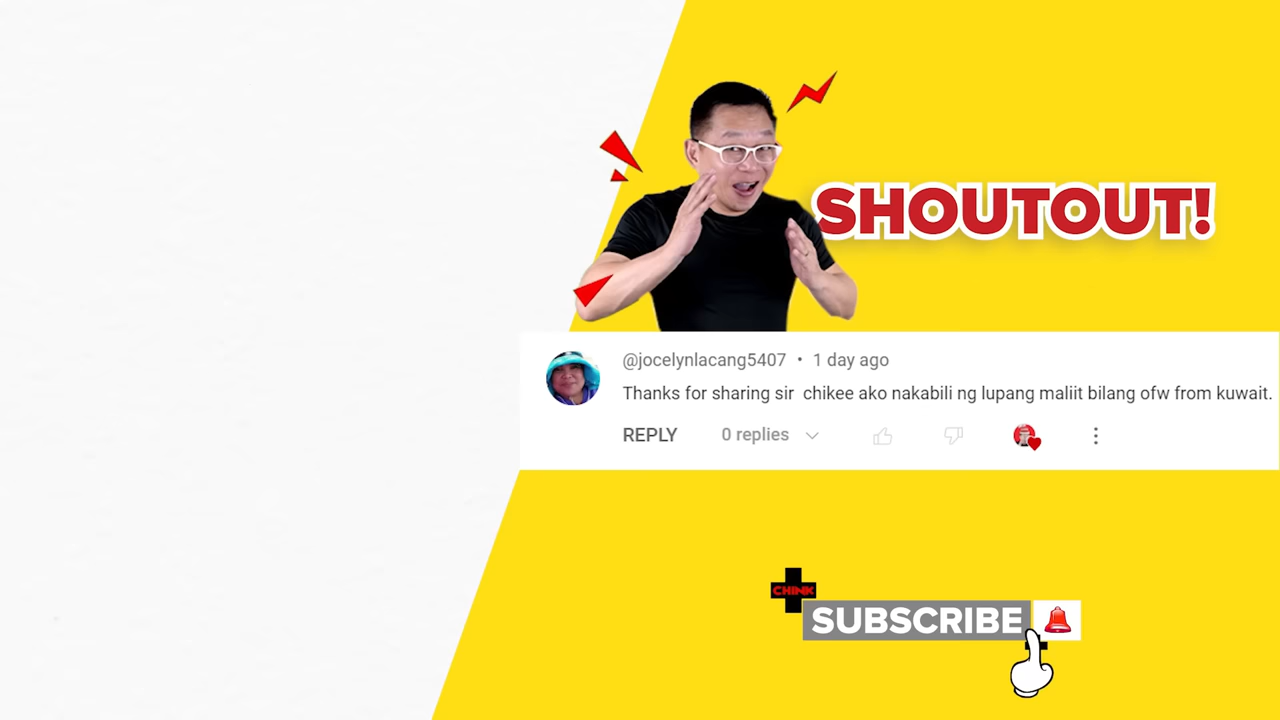 SHOUTOUT!
@jocelynlacang5407 • 1 day ago
Thanks for sharing sir chikee ako nakabili ng lupang maliit bilang ofw from kuwait.
REPLY 0 replies
CHINK
SUBSCRIBE